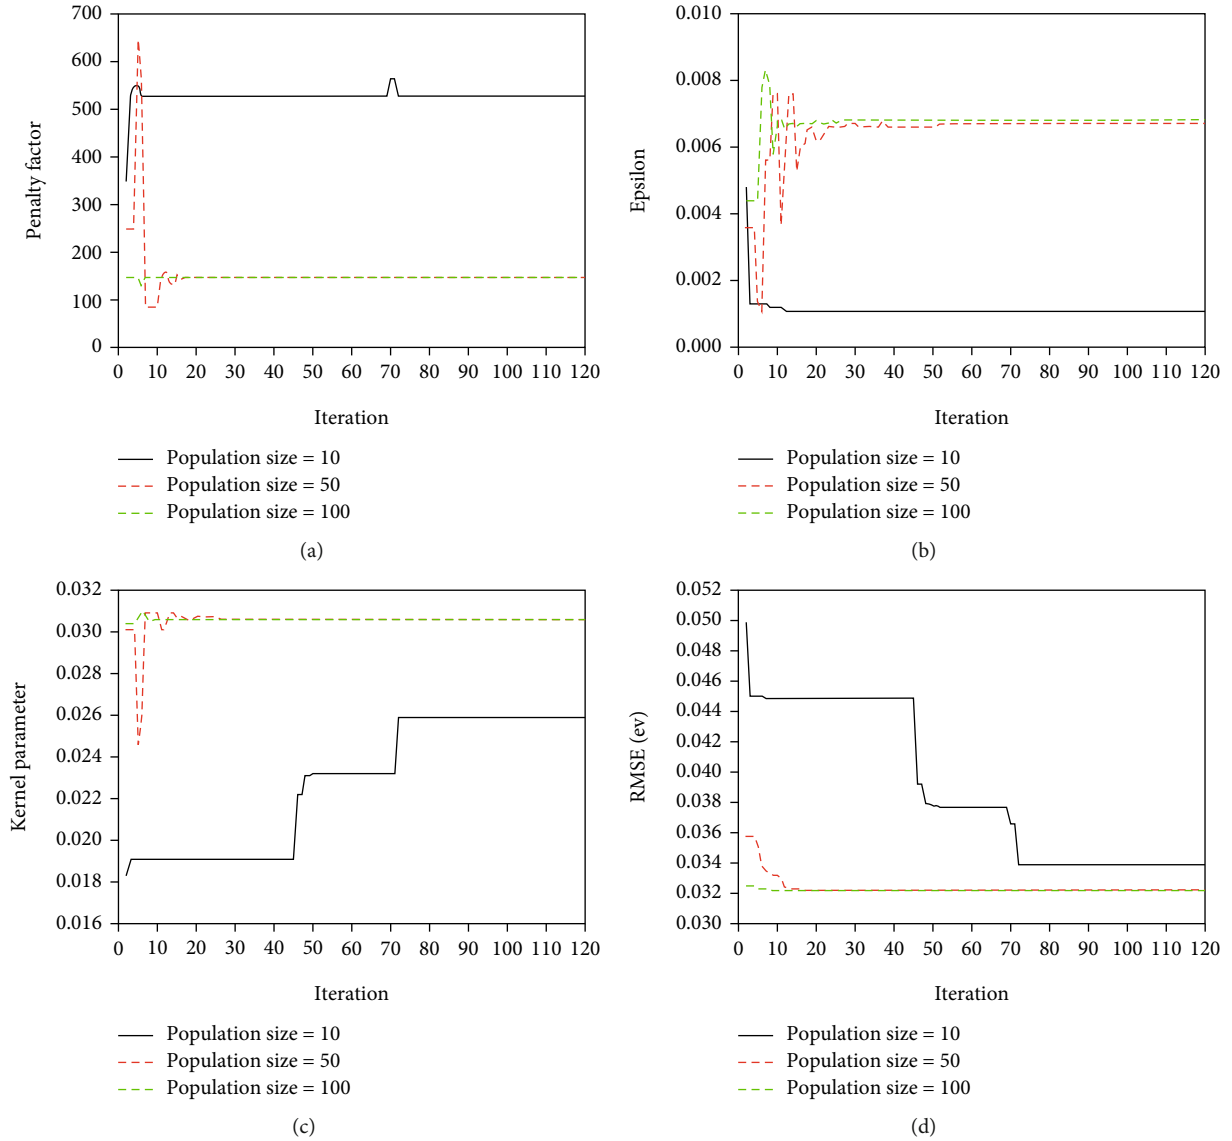 700
600
500
400
300
200
100
0
Penalty factor
0 10 20 30 40 50 60 70 80 90 100 110 120
Iteration
Population size = 10
Population size = 50
Population size = 100
(a)
0.010
0.008
0.006
0.004
0.002
0.000
Epsilon
0 10 20 30 40 50 60 70 80 90 100 110 120
Iteration
Population size = 10
Population size = 50
Population size = 100
(b)
0.032
0.030
0.028
0.026
0.024
0.022
0.020
0.018
0.016
Kernel parameter
0 10 20 30 40 50 60 70 80 90 100 110 120
Iteration
Population size = 10
Population size = 50
Population size = 100
(c)
0.052
0.050
0.048
0.046
0.044
0.042
0.040
0.038
0.036
0.034
0.032
0.030
RMSE (ev)
0 10 20 30 40 50 60 70 80 90 100 110 120
Iteration
Population size = 10
Population size = 50
Population size = 100
(d)